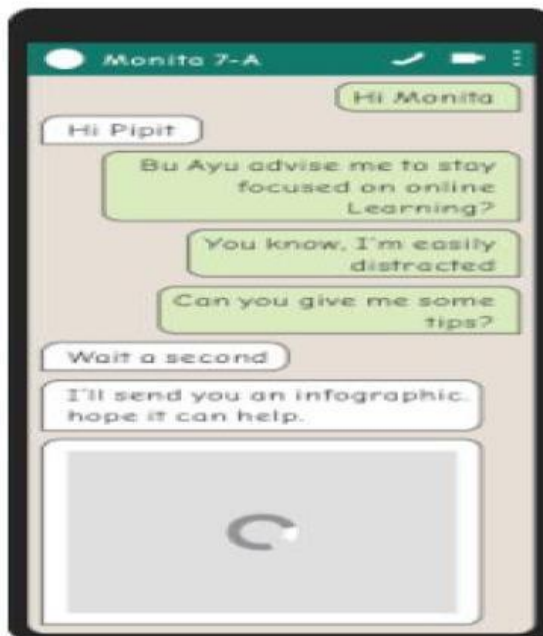 Monita 7-A
Hi Monita
Hi Pipit
Bu Ayu advise me to stay
focused on online
Learning?
You know, I'm easily
distracted
Can you give me some
tips?
Wait a second
I'll send you an infographic.
hope it can help.